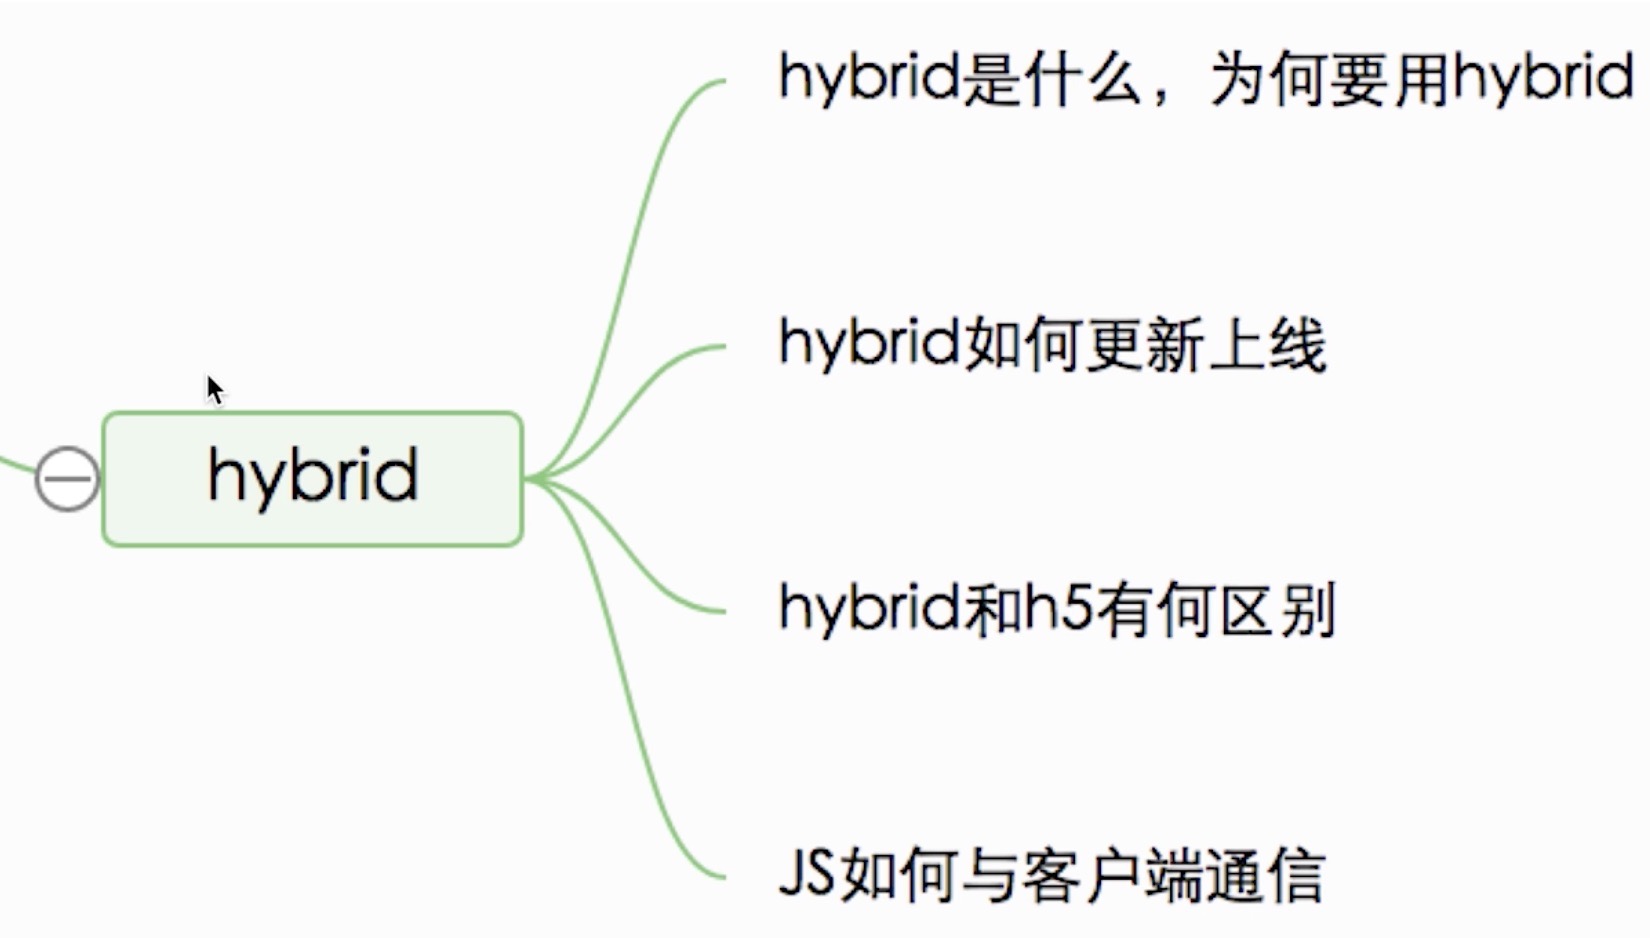 hybrid是什么，为何要用hybrid
hybrid如何更新上线
hybrid
hybrid和h5有何区别
JS如何与客户端通信